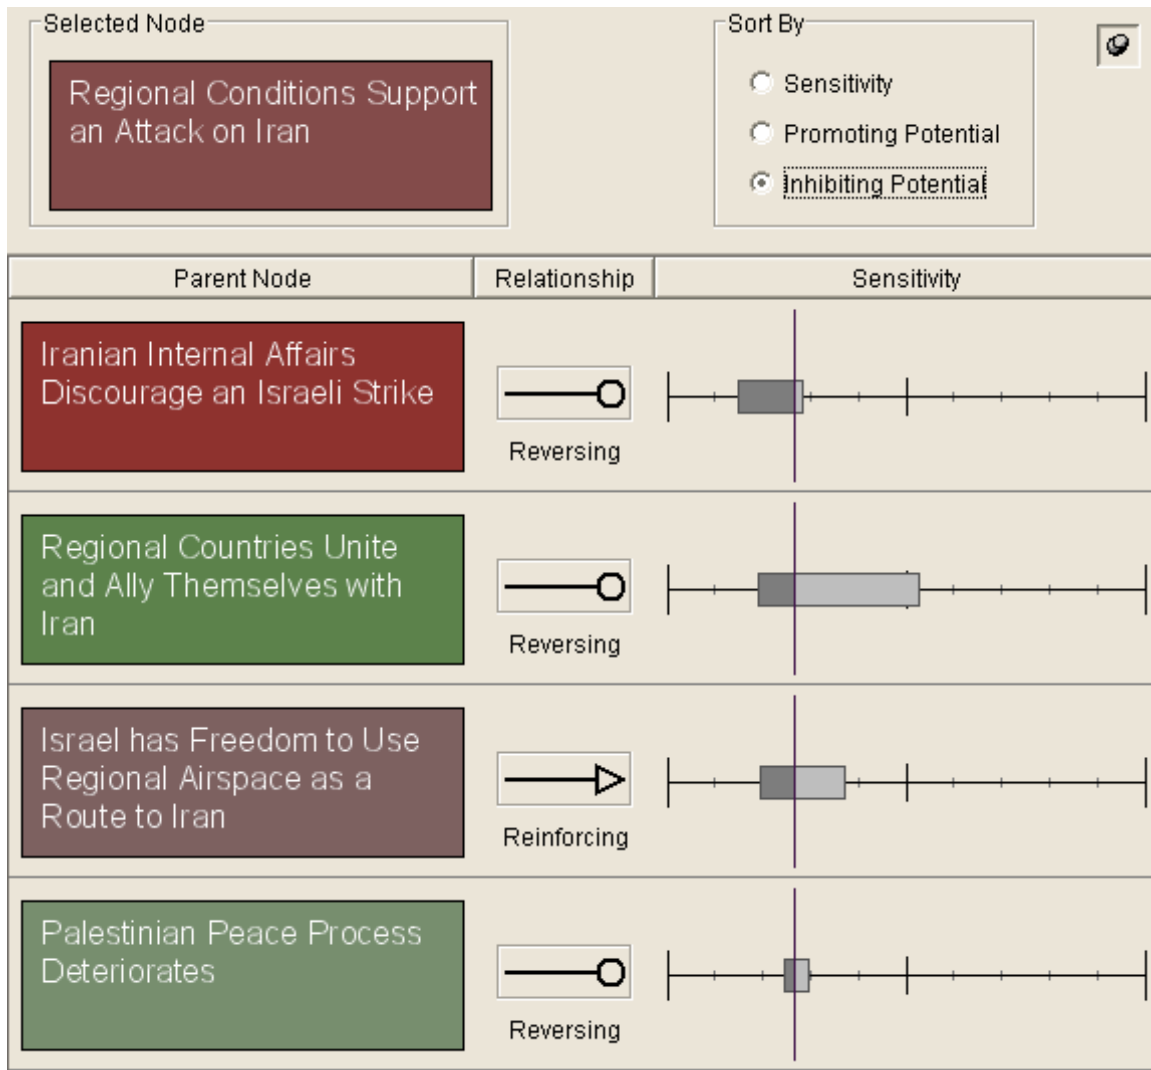 Selected Node
Regional Conditions Support
an Attack on Iran
Sort By
Sensitivity
Promoting Potential
Inhibiting Potential
Parent Node
Relationship
Sensitivity
Iranian Internal Affairs
Discourage an Israeli Strike
Reversing
Regional Countries Unite
and Ally Themselves with
Iran
Reversing
Israel has Freedom to Use
Regional Airspace as a
Route to Iran
Reinforcing
Palestinian Peace Process
Deteriorates
Reversing